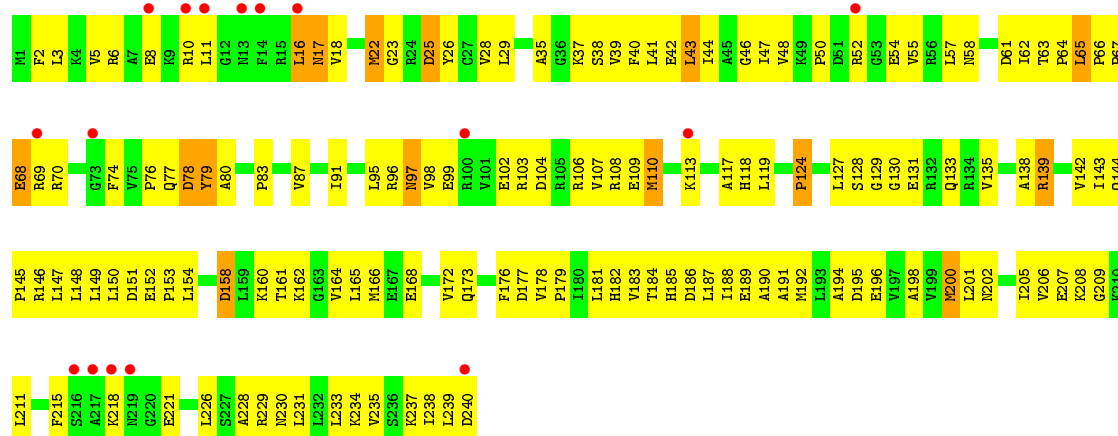 M1 F2 L3 K4 V5 R6 A7 E8 K9 R10 L11 G12 N13 F14 R15 L16 N17 V18 M22 G23 R24 D25 Y26 C27 V28 L29 A35 G36 K37 S38 V39 F40 L41 E42 L43 I44 A45 G46 I47 V48 K49 P50 D51 R52 G53 E54 V55 R56 L57 N58 D61 I62 T63 P64 L65 P66 P67
E68 R69 R70 G73 F74 V75 P76 Q77 D78 Y79 A80 P83 V87 I91 L95 R96 N97 V98 E99 R100 V101 E102 R103 D104 R105 R106 V107 R108 E109 M110 K113 A117 H118 L119 P124 L127 S128 G129 G130 E131 R132 Q133 R134 V135 A138 R139 V142 I143 Q144
P145 R146 L147 L148 L149 L150 D151 E152 P153 L154 D158 L159 K160 T161 K162 G163 V164 L165 M166 E167 E168 V172 Q173 F176 D177 V178 P179 I180 L181 H182 V183 T184 H185 D186 L187 I188 E189 A190 A191 M192 L193 A194 D195 E196 V197 A198 V199 M200 L201 N202 I205 V206 E207 K208 G209 K210
L211 F215 S216 A217 K218 N219 G220 E221 L226 S227 A228 R229 N230 L231 L232 L233 K234 V235 S236 K237 I238 L239 D240